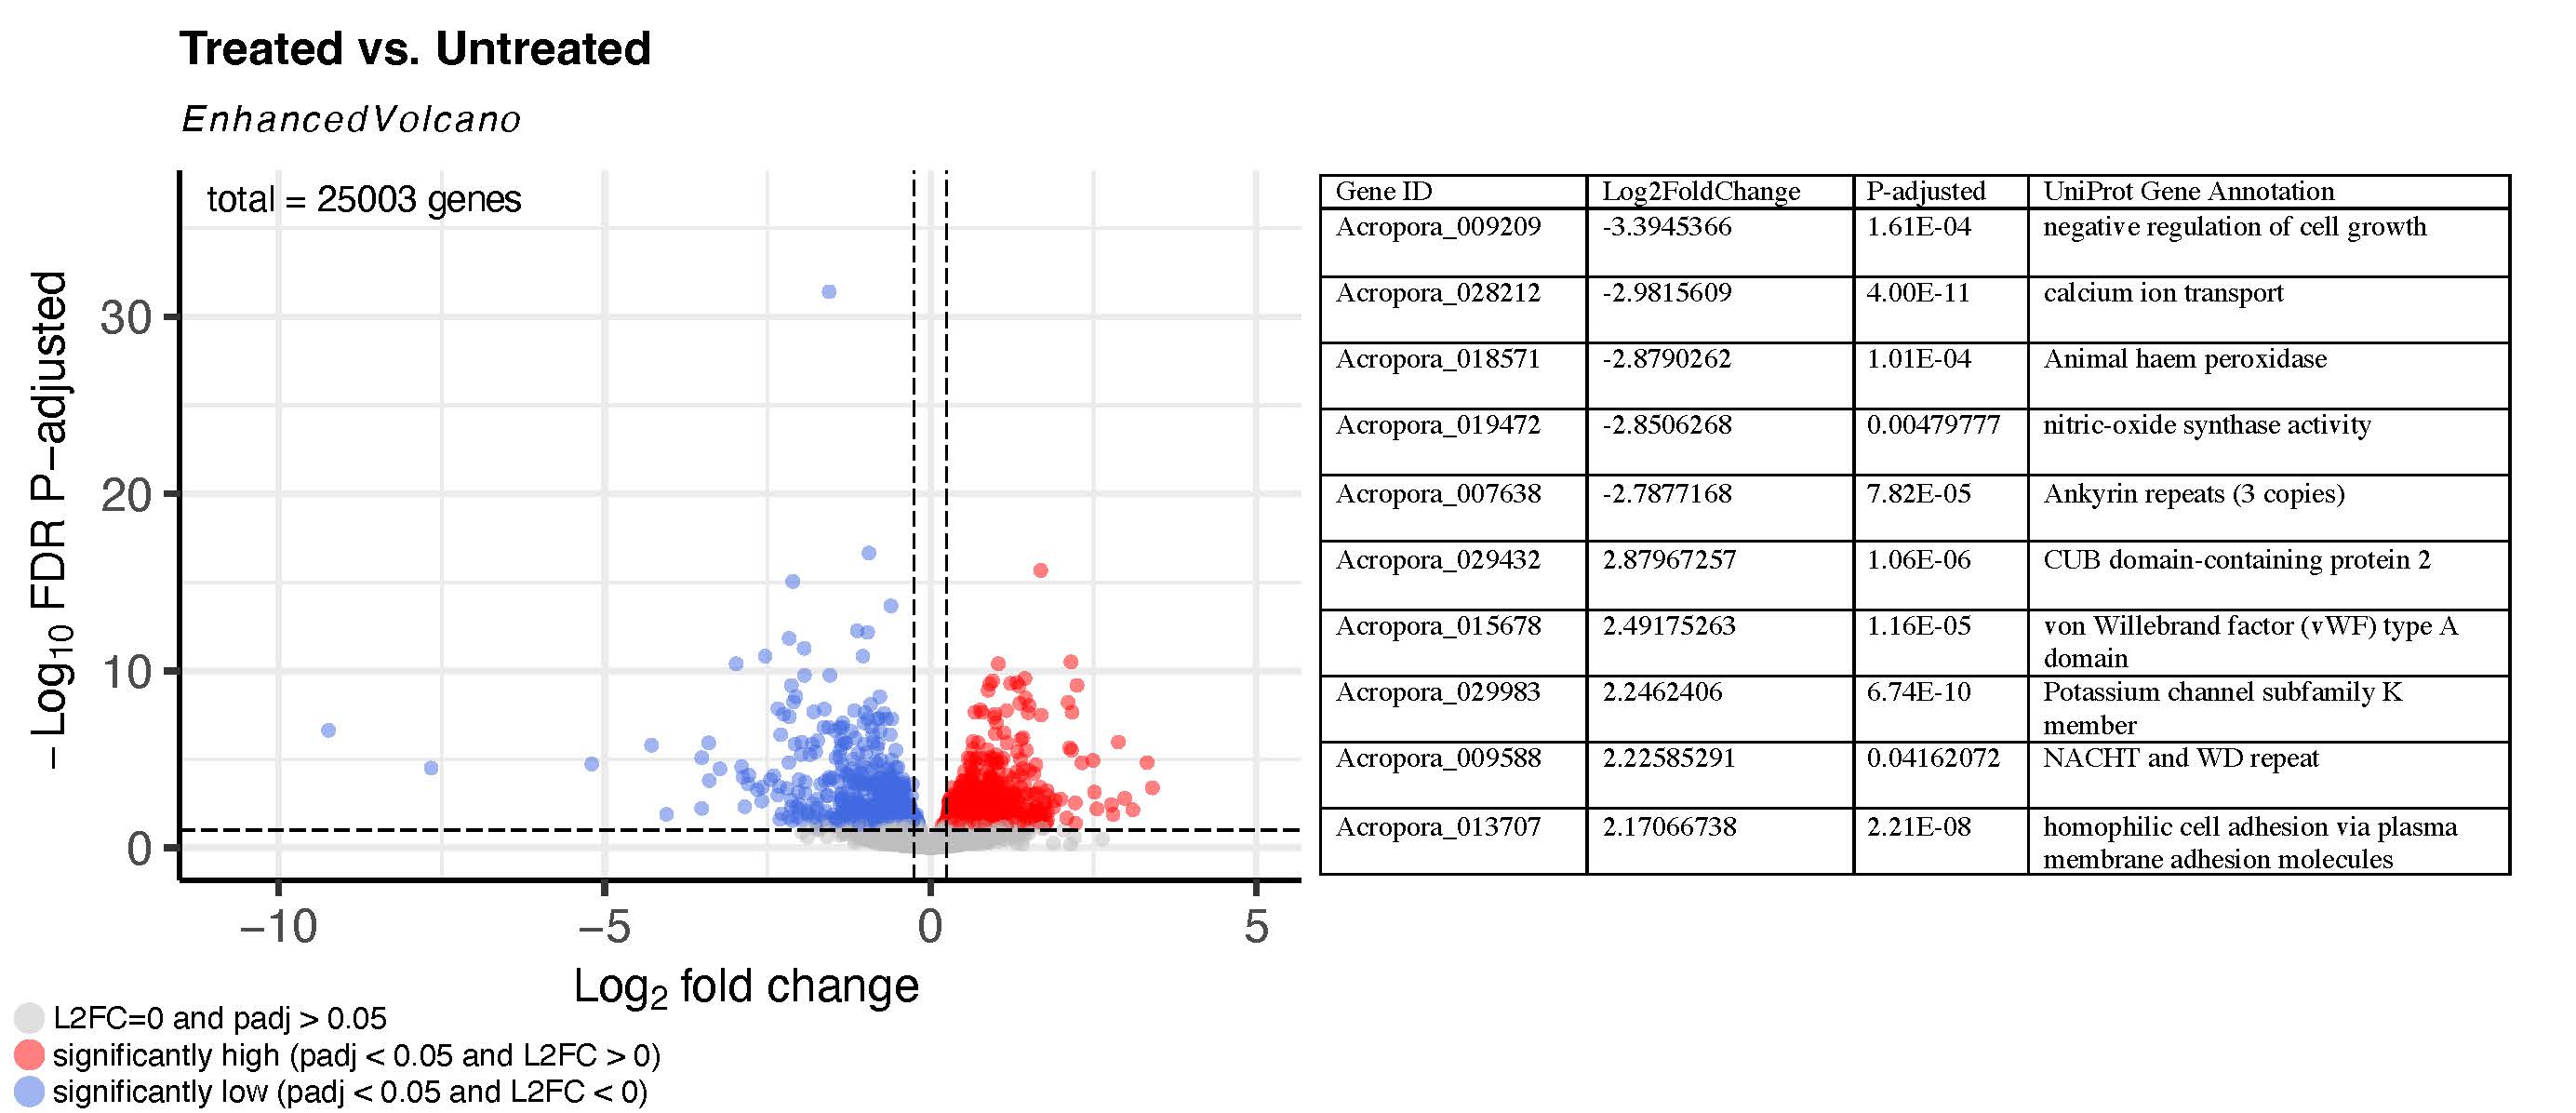 Treated vs. Untreated
EnhancedVolcano
total = 25003 genes
−Log10 FDR P−adjusted
30
20
10
0
−10
−5
0
5
Log2 fold change
L2FC=0 and padj > 0.05
significantly high (padj < 0.05 and L2FC > 0)
significantly low (padj < 0.05 and L2FC < 0)
Gene ID Log2FoldChange P-adjusted UniProt Gene Annotation
Acropora_009209 -3.3945366 1.61E-04 negative regulation of cell growth
Acropora_028212 -2.9815609 4.00E-11 calcium ion transport
Acropora_018571 -2.8790262 1.01E-04 Animal haem peroxidase
Acropora_019472 -2.8506268 0.00479777 nitric-oxide synthase activity
Acropora_007638 -2.7877168 7.82E-05 Ankyrin repeats (3 copies)
Acropora_029432 2.87967257 1.06E-06 CUB domain-containing protein 2
Acropora_015678 2.49175263 1.16E-05 von Willebrand factor (vWF) type A
domain
Acropora_029983 2.2462406 6.74E-10 Potassium channel subfamily K
member
Acropora_009588 2.22585291 0.04162072 NACHT and WD repeat
Acropora_013707 2.17066738 2.21E-08 homophilic cell adhesion via plasma
membrane adhesion molecules